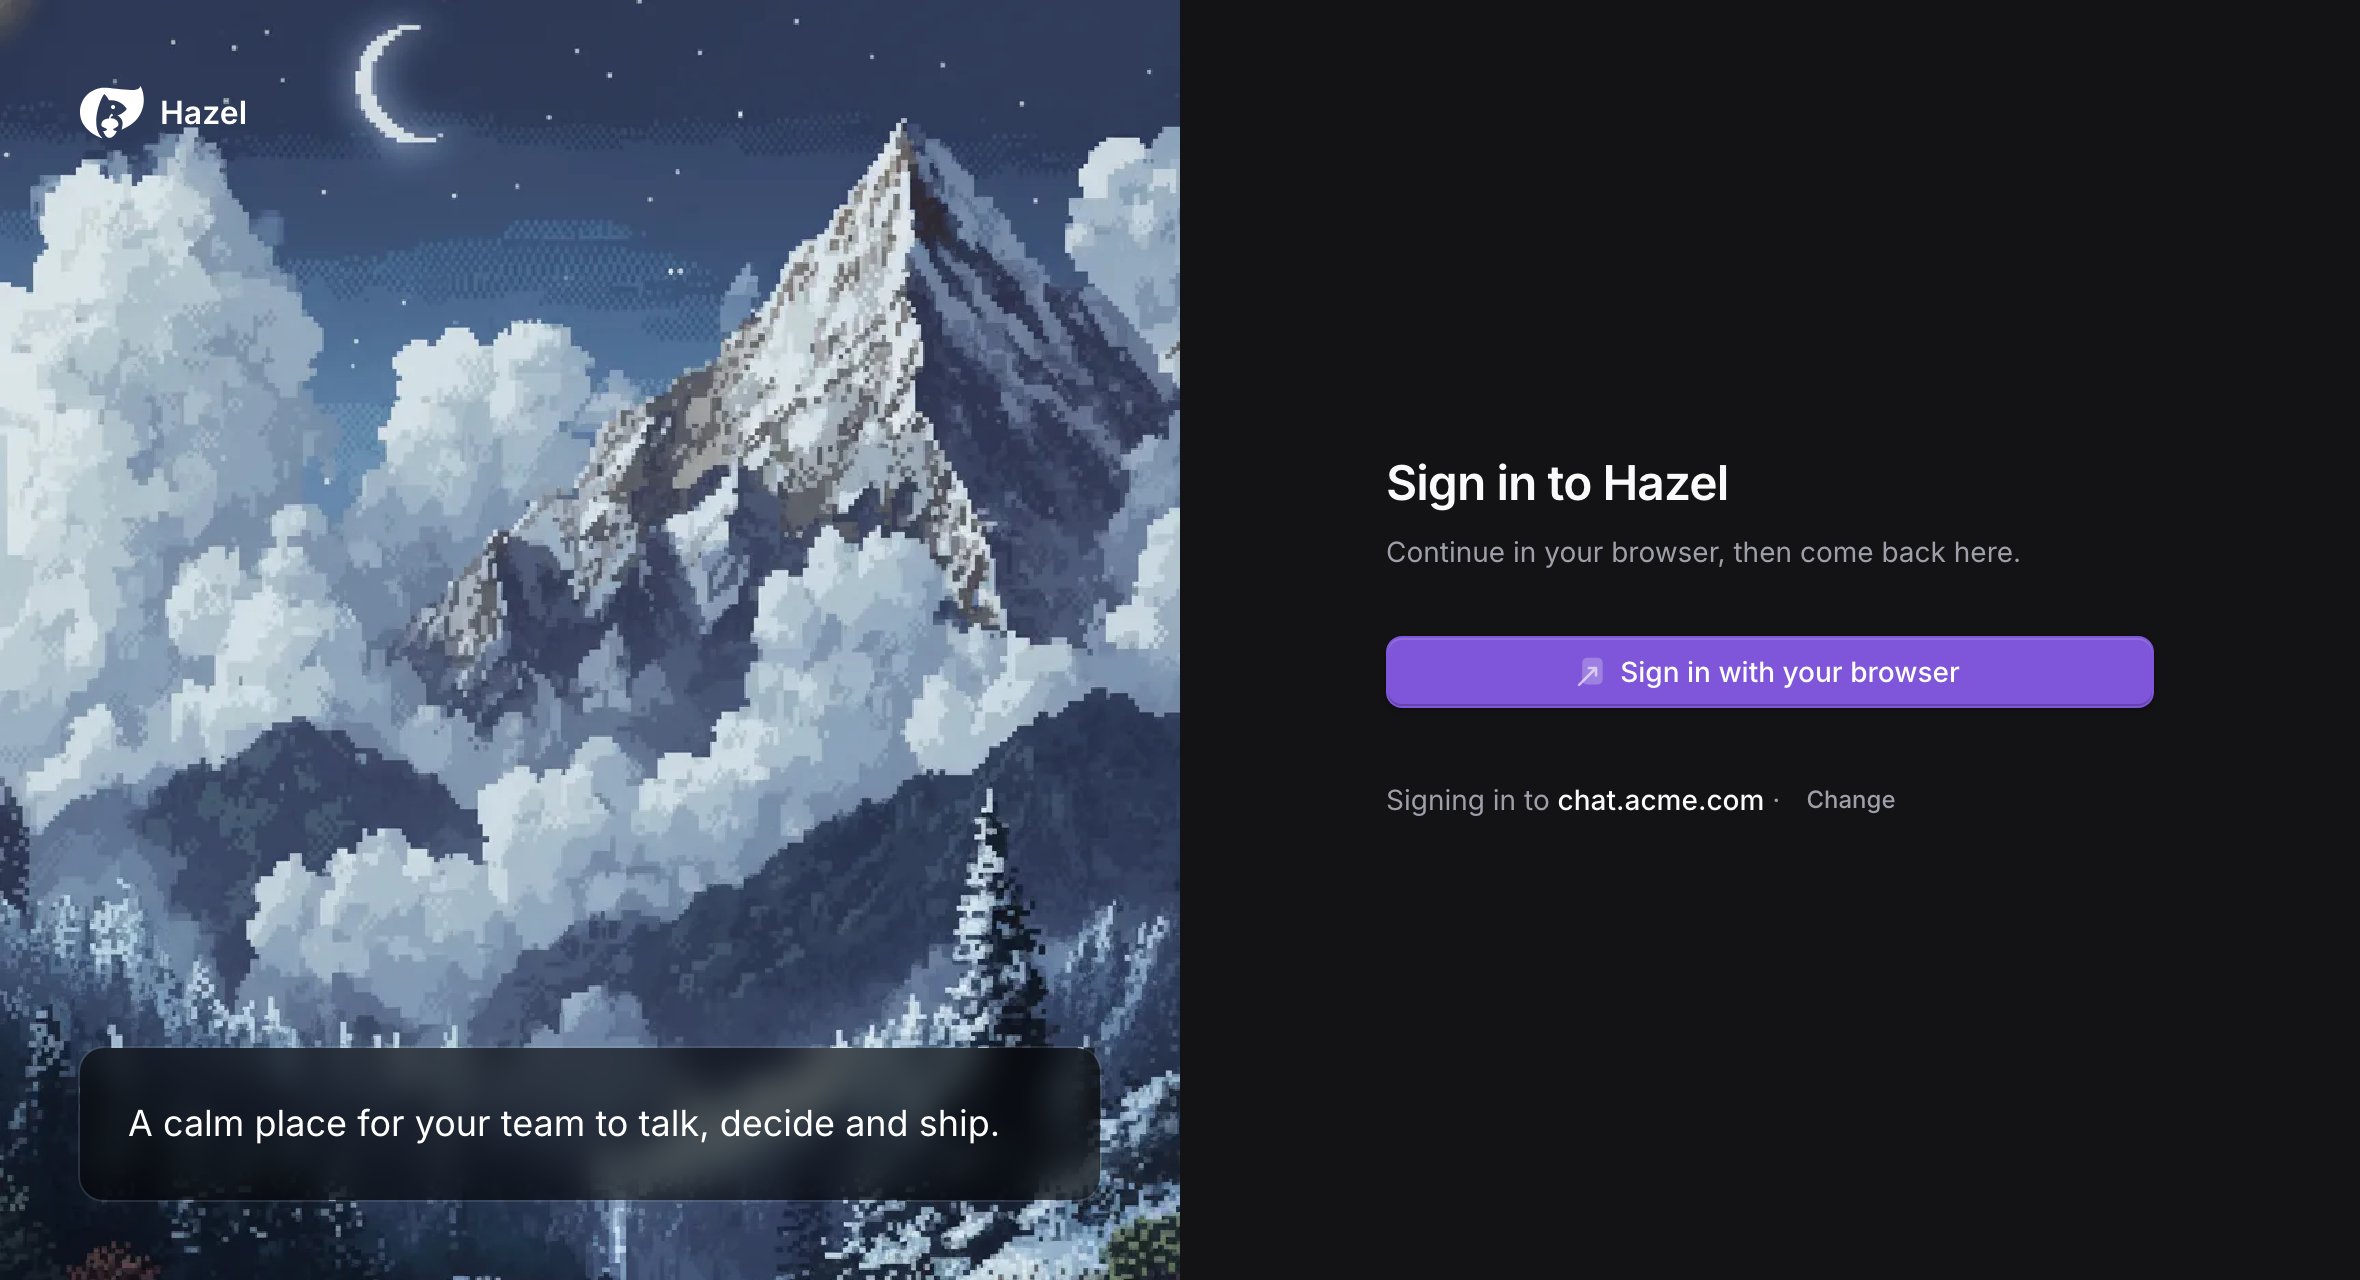 Hazel
A calm place for your team to talk, decide and ship.
Sign in to Hazel
Continue in your browser, then come back here.
Sign in with your browser
Signing in to chat.acme.com · Change